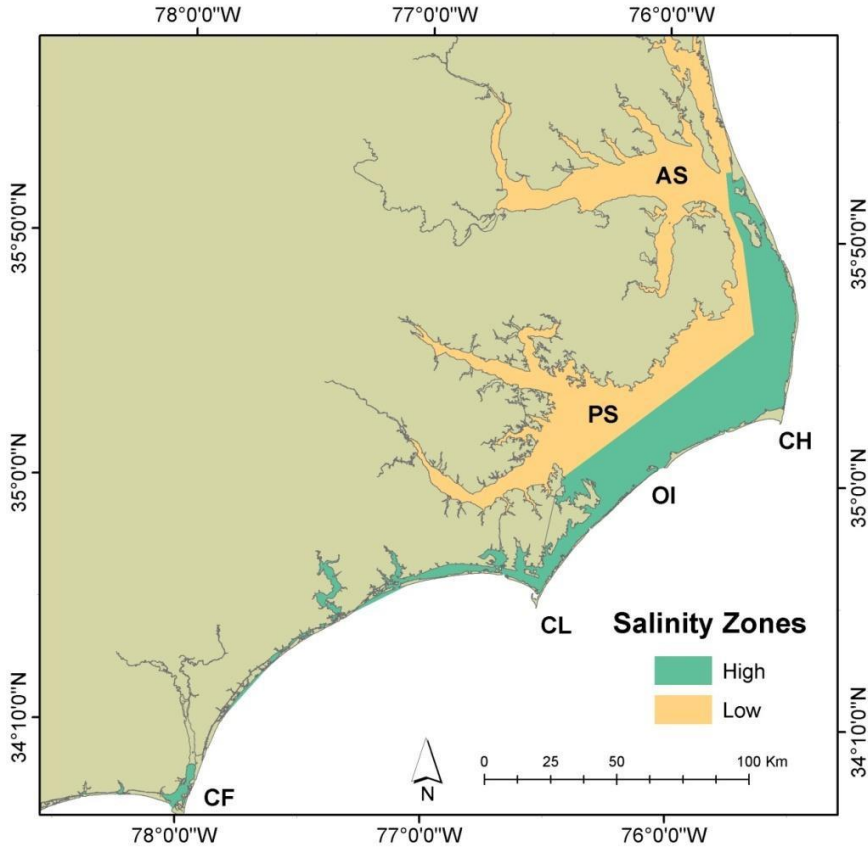 78°0'0"W 77°0'0"W 76°0'0"W
AS
35°50'0"N 35°50'0"N
PS
CH
35°0'0"N 35°0'0"N
OI
CL
Salinity Zones
High
Low
34°10'0"N 34°10'0"N
0 25 50 100 Km
N
CF
78°0'0"W 77°0'0"W 76°0'0"W